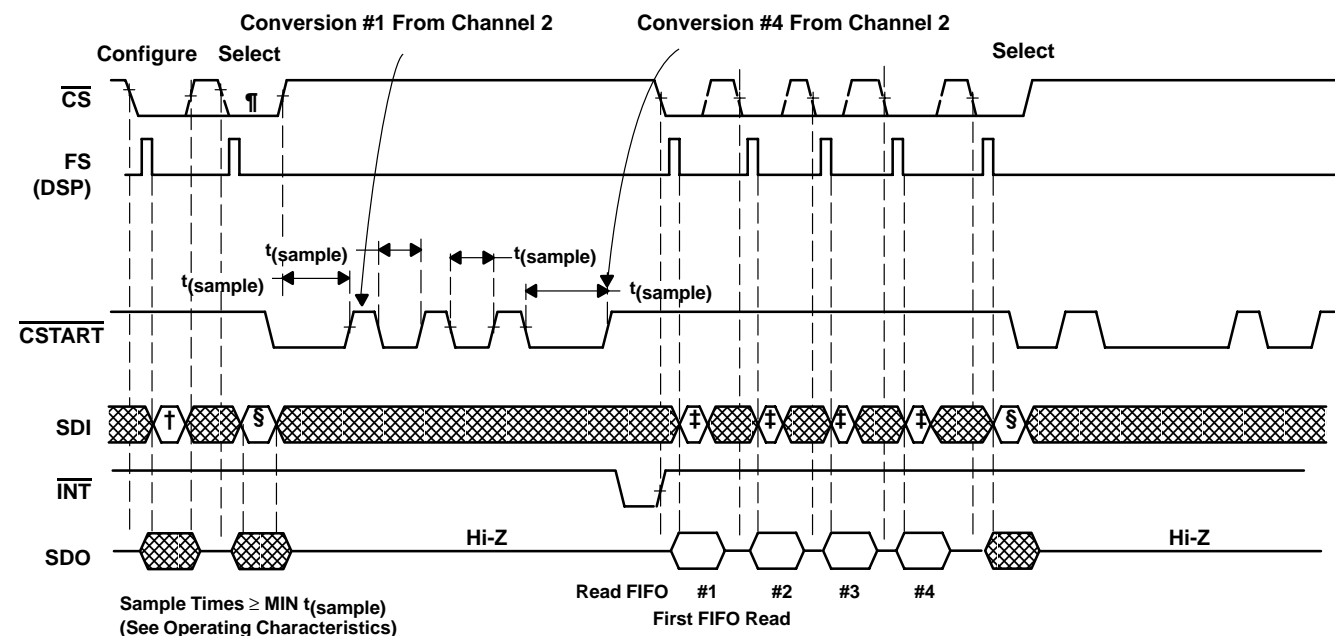 Conversion #1 From Channel 2
Conversion #4 From Channel 2
Configure
Select
Select
CS
¶
FS
(DSP)
t(sample)
t(sample)
t(sample)
t(sample)
CSTART
SDI
†
§
‡
‡
‡
‡
§
INT
SDO
Hi-Z
Hi-Z
Read FIFO #1 #2 #3 #4
First FIFO Read
Sample Times ≥ MIN t(sample)
(See Operating Characteristics)